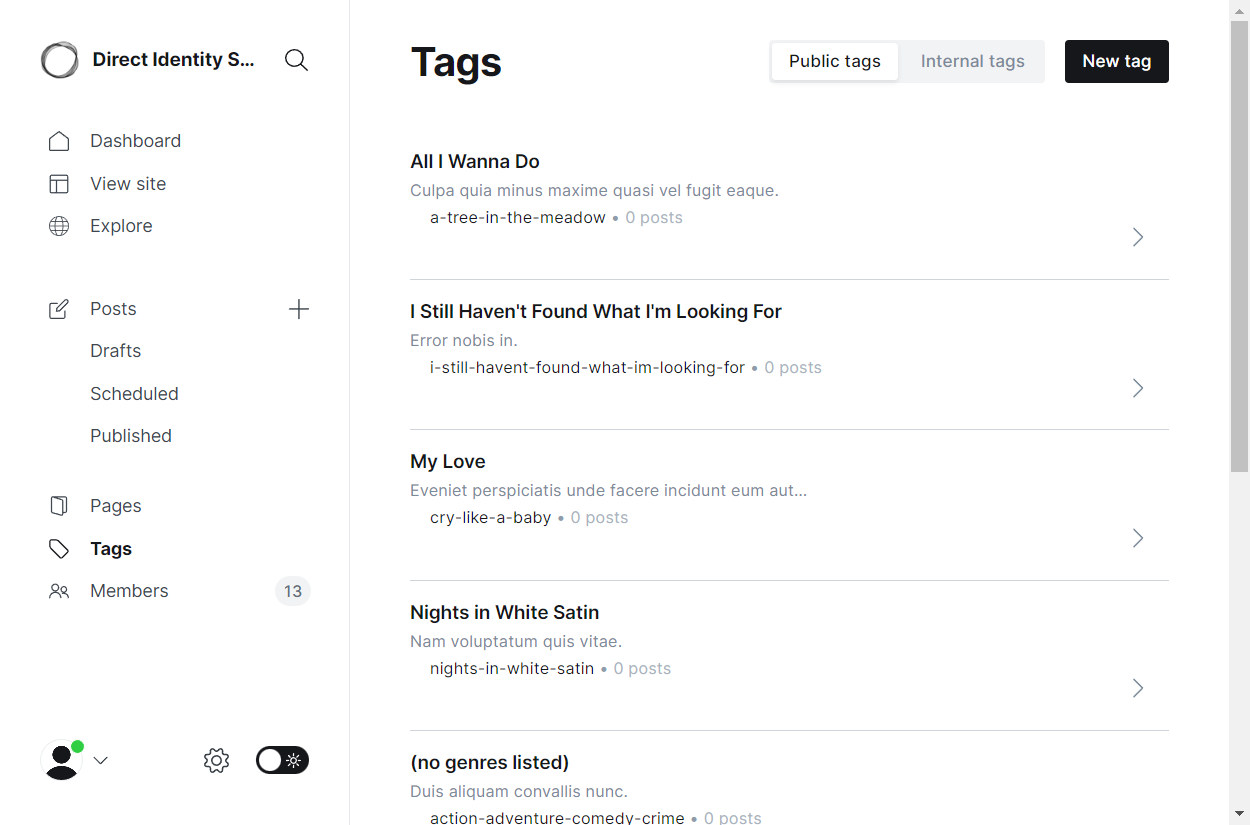 Direct Identity S...
Dashboard
View site
Explore
Posts
Drafts
Scheduled
Published
Pages
Tags
Members
13
Tags
Public tags
Internal tags
New tag
All I Wanna Do
Culpa quia minus maxime quasi vel fugit eaque.
a-tree-in-the-meadow • 0 posts
I Still Haven't Found What I'm Looking For
Error nobis in.
i-still-havent-found-what-im-looking-for • 0 posts
My Love
Eveniet perspiciatis unde facere incidunt eum aut...
cry-like-a-baby • 0 posts
Nights in White Satin
Nam voluptatum quis vitae.
nights-in-white-satin • 0 posts
(no genres listed)
Duis aliquam convallis nunc.
action-adventure-comedy-crime • 0 posts